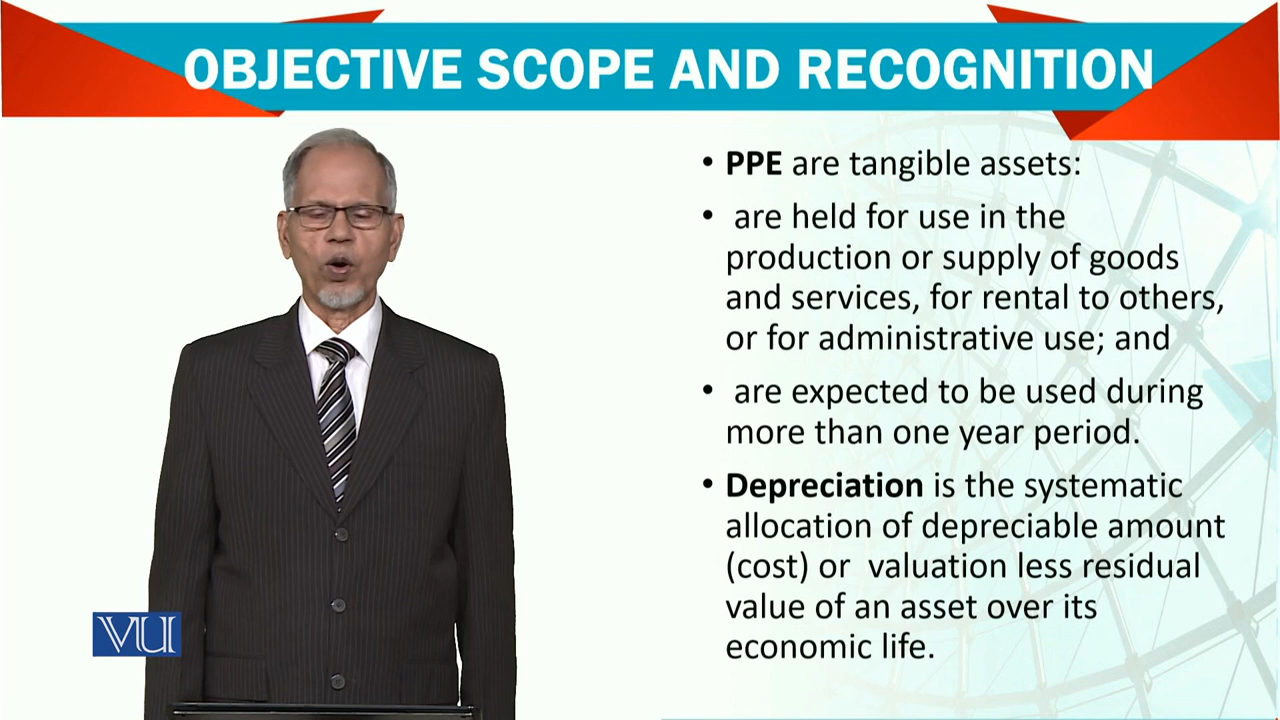 OBJECTIVE SCOPE AND RECOGNITION
• PPE are tangible assets:
• are held for use in the
production or supply of goods
and services, for rental to others,
or for administrative use; and
• are expected to be used during
more than one year period.
• Depreciation is the systematic
allocation of depreciable amount
(cost) or valuation less residual
value of an asset over its
economic life.
VU